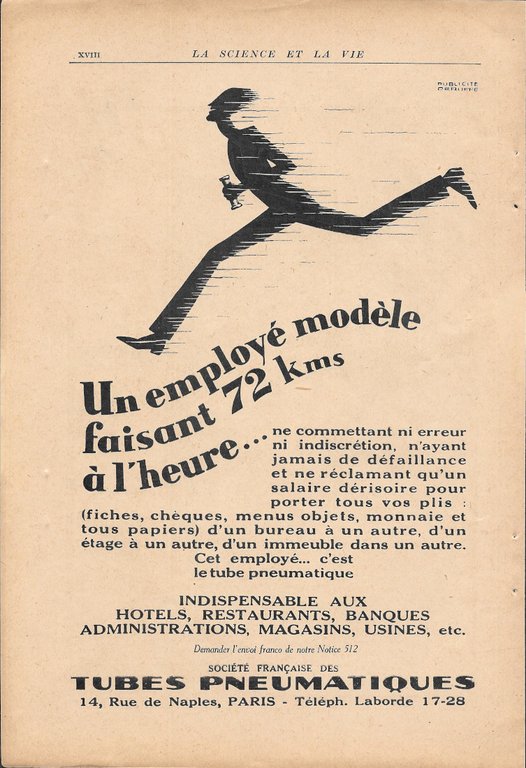 XVIII
LA SCIENCE ET LA VIE
PUBLICITÉ
Un employé modèle
faisant 72 kms
à l'heure...
ne commettant ni erreur
ni indiscrétion, n'ayant
jamais de défaillance
et ne réclamant qu'un
salaire dérisoire pour
porter tous vos plis :
(fiches, chèques, menus objets, monnaie et
tous papiers) d'un bureau à un autre, d'un
étage à un autre, d'un immeuble dans un autre.
Cet employé... c'est
le tube pneumatique
INDISPENSABLE AUX
HOTELS, RESTAURANTS, BANQUES
ADMINISTRATIONS, MAGASINS, USINES, etc.
Demander l'envoi franco de notre Notice 512
SOCIÉTÉ FRANÇAISE DES
TUBES PNEUMATIQUES
14, Rue de Naples, PARIS - Téléph. Laborde 17-28